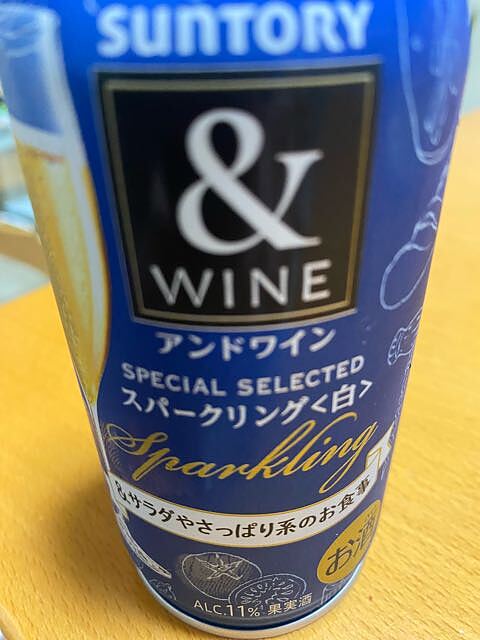 SUNTORY
&
WINE
アンドワイン
SPECIAL SELECTED
スパークリング<白>
Sparkling
&サラダやさっぱり系のお食事
お酒
ALC.11% 果実酒